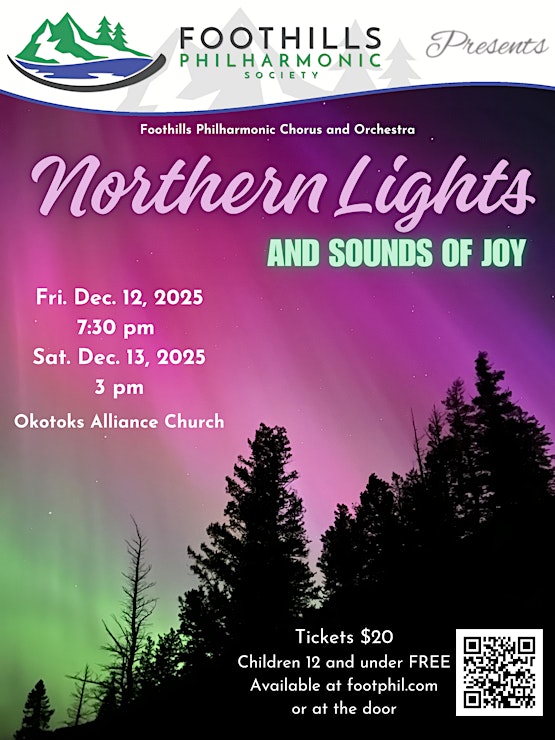 FOOTHILLS
PHILHARMONIC
SOCIETY
Presents
Foothills Philharmonic Chorus and Orchestra
Northern Lights
AND SOUNDS OF JOY
Fri. Dec. 12, 2025
7:30 pm
Sat. Dec. 13, 2025
3 pm
Okotoks Alliance Church
Tickets $20
Children 12 and under FREE
Available at footphil.com
or at the door